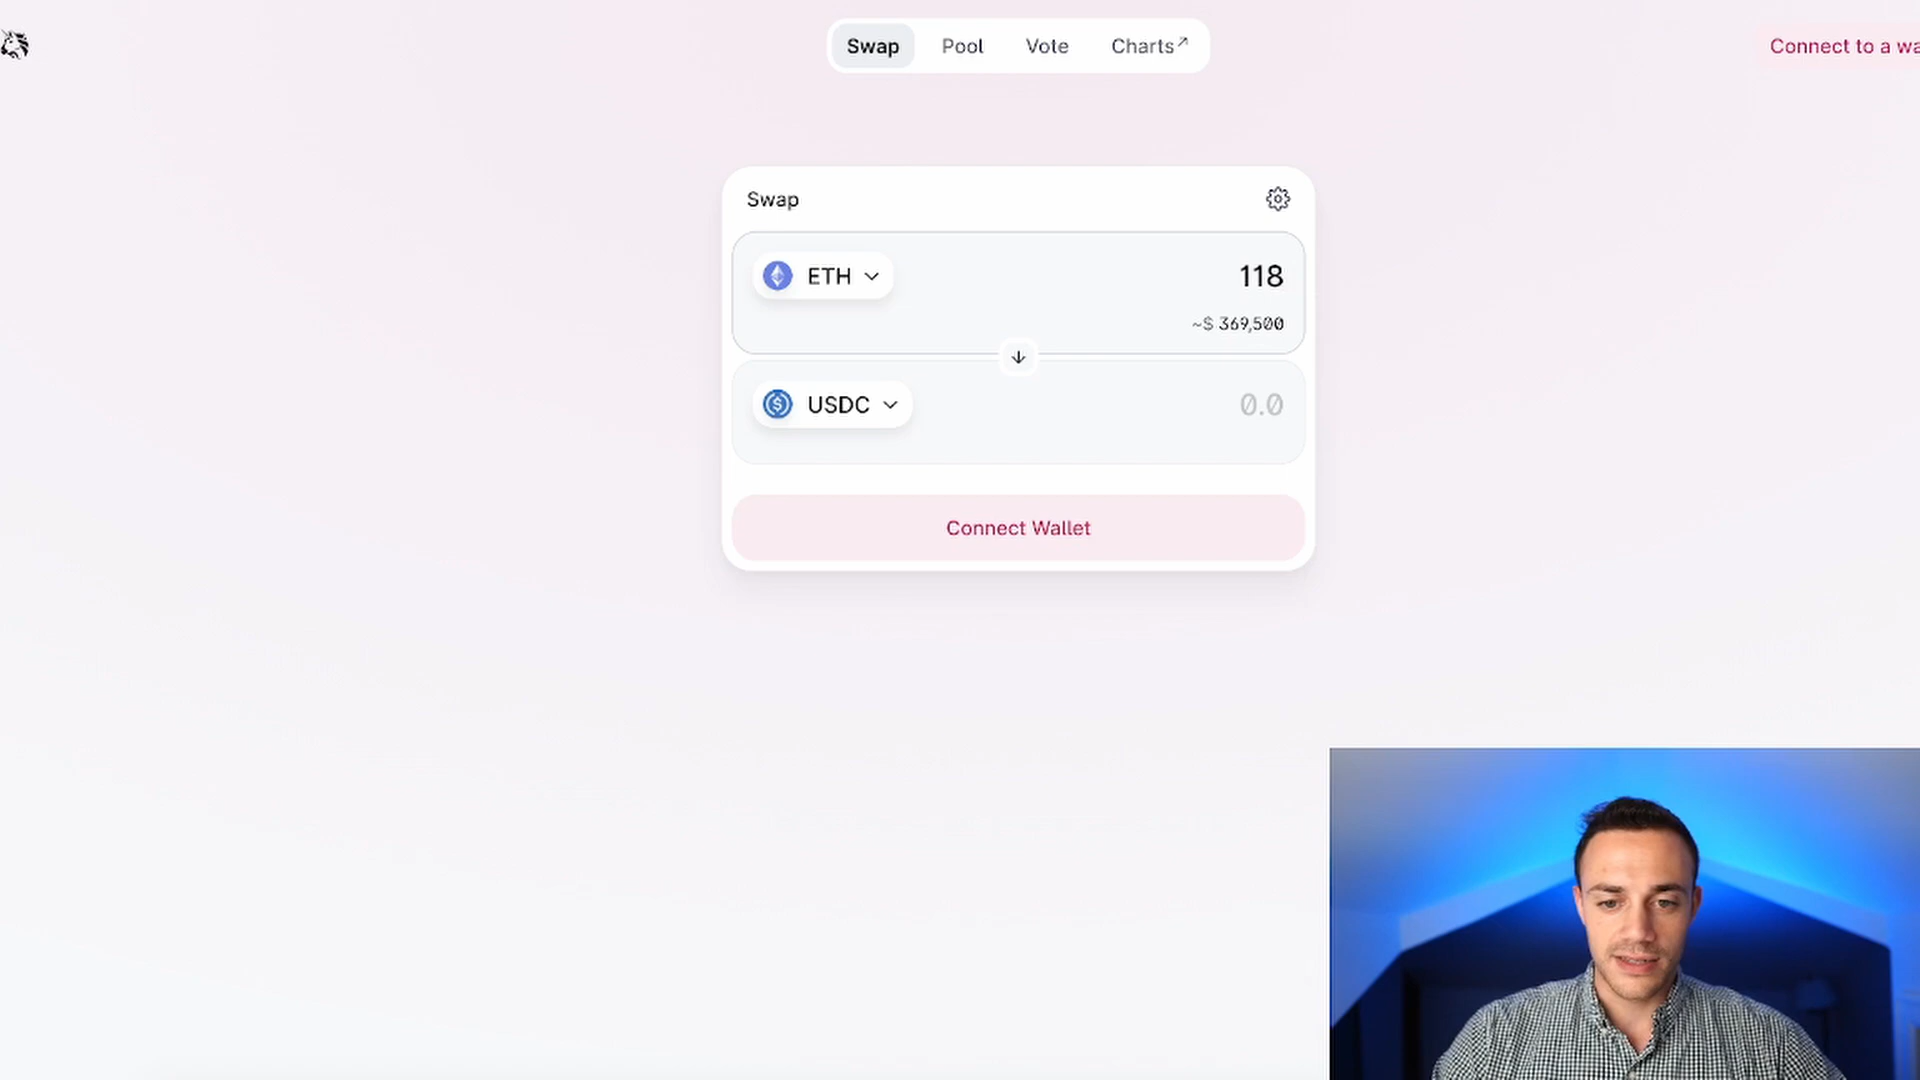 Swap Pool Vote Charts↗
Connect to a wa
Swap
ETH 118
~$ 369,500
USDC 0.0
Connect Wallet